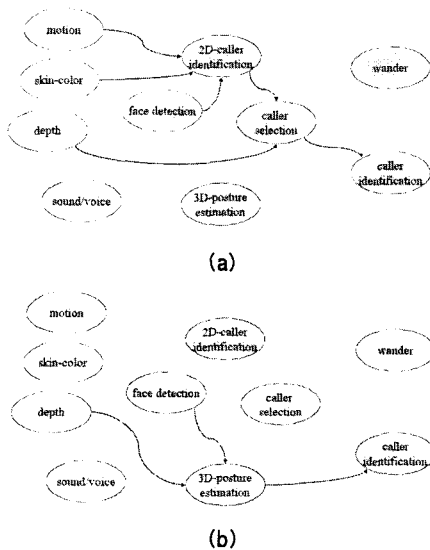 motion
2D-caller
identification
wander
skin-color
face detection
caller
selection
depth
caller
identification
sound/voice
3D-posture
estimation
(a)
motion
2D-caller
identification
wander
skin-color
face detection
caller
selection
depth
caller
identification
sound/voice
3D-posture
estimation
(b)